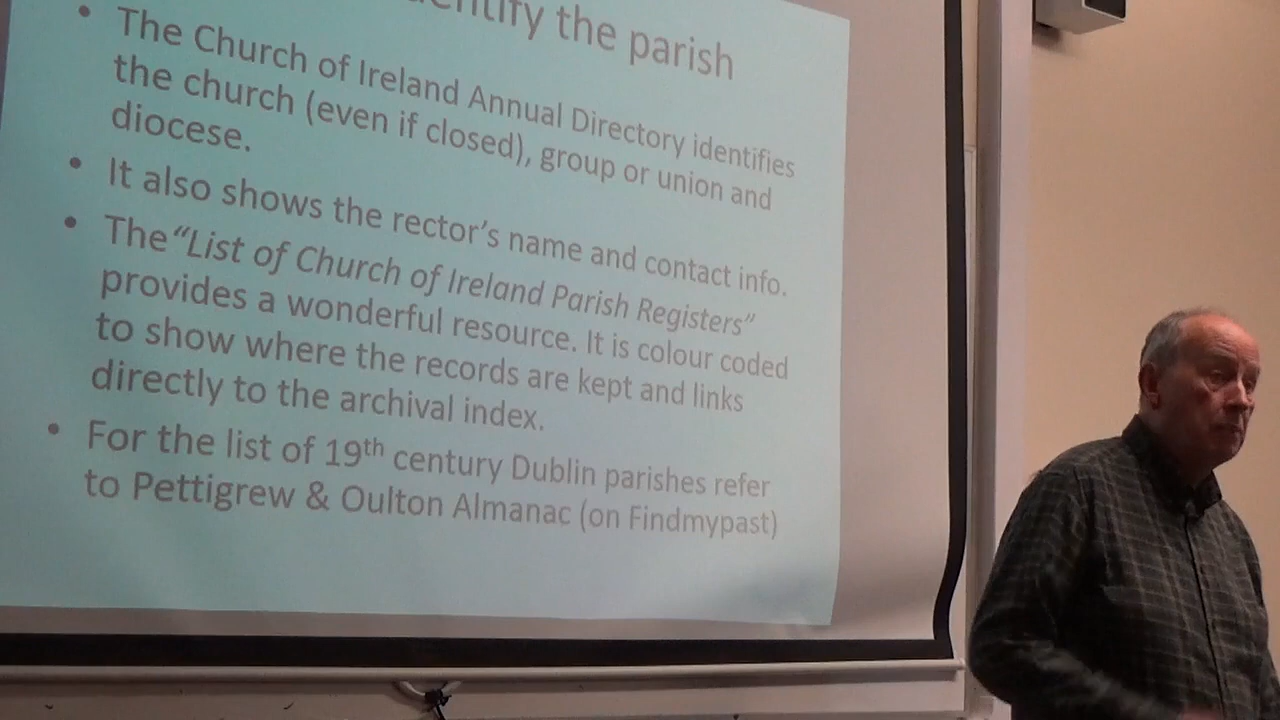 the parish
• The Church of Ireland Annual Directory identifies
the church (even if closed), group or union and
diocese.
• It also shows the rector's name and contact info.
• The "List of Church of Ireland Parish Registers"
provides a wonderful resource. It is colour coded
to show where the records are kept and links
directly to the archival index.
• For the list of 19th century Dublin parishes refer
to Pettigrew & Oulton Almanac (on Findmypast)